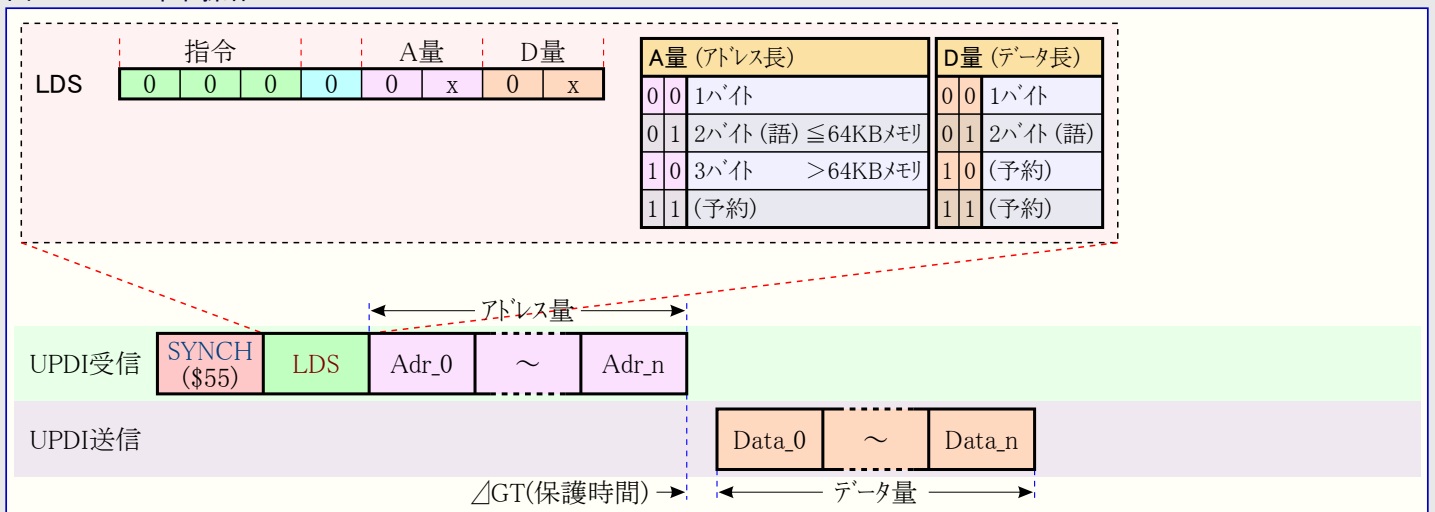 指令 A量 D量
LDS 0 0 0 0 0 x 0 x
A量 (アドレス長)
0 0 1バイト
0 1 2バイト (語) ≦64KBメモリ
1 0 3バイト >64KBメモリ
1 1 (予約)
D量 (データ長)
0 0 1バイト
0 1 2バイト (語)
1 0 (予約)
1 1 (予約)
アドレス量
UPDI受信 SYNCH ($55) LDS Adr_0 ～ Adr_n
UPDI送信 Data_0 ～ Data_n
⊿GT(保護時間) データ量